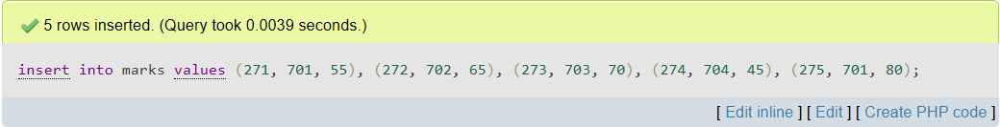 5 rows inserted. (Query took 0.0039 seconds.)
insert into marks values (271, 701, 55), (272, 702, 65), (273, 703, 70), (274, 704, 45), (275, 701, 80);
[ Edit inline ] [ Edit ] [ Create PHP code ]